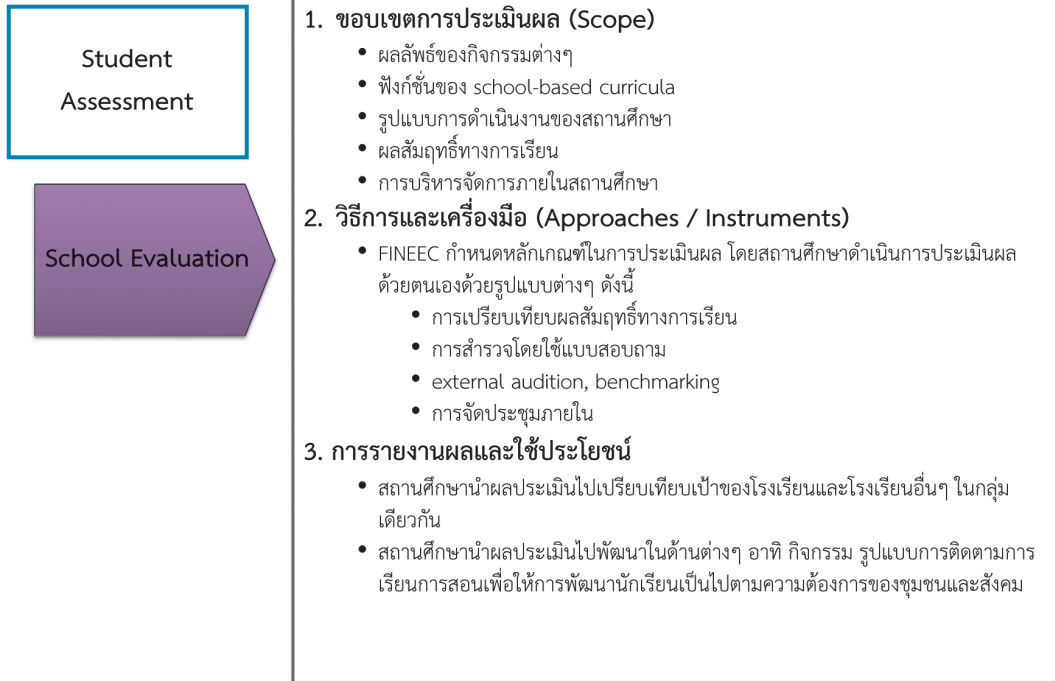 Student
Assessment
School Evaluation
1. ขอบเขตการประเมินผล (Scope)
• ผลลัพธ์ของกิจกรรมต่างๆ
• ฟังก์ชั่นของ school-based curricula
• รูปแบบการดำเนินงานของสถานศึกษา
• ผลสัมฤทธิ์ทางการเรียน
• การบริหารจัดการภายในสถานศึกษา
2. วิธีการและเครื่องมือ (Approaches / Instruments)
• FINEEC กำหนดหลักเกณฑ์ในการประเมินผล โดยสถานศึกษาดำเนินการประเมินผล
ด้วยตนเองด้วยรูปแบบต่างๆ ดังนี้
• การเปรียบเทียบผลสัมฤทธิ์ทางการเรียน
• การสำรวจโดยใช้แบบสอบถาม
• external audition, benchmarking
• การจัดประชุมภายใน
3. การรายงานผลและใช้ประโยชน์
• สถานศึกษานำผลประเมินไปเปรียบเทียบเป้าของโรงเรียนและโรงเรียนอื่นๆ ในกลุ่ม
เดียวกัน
• สถานศึกษานำผลประเมินไปพัฒนาในด้านต่างๆ อาทิ กิจกรรม รูปแบบการติดตามการ
เรียนการสอนเพื่อให้การพัฒนานักเรียนเป็นไปตามความต้องการของชุมชนและสังคม